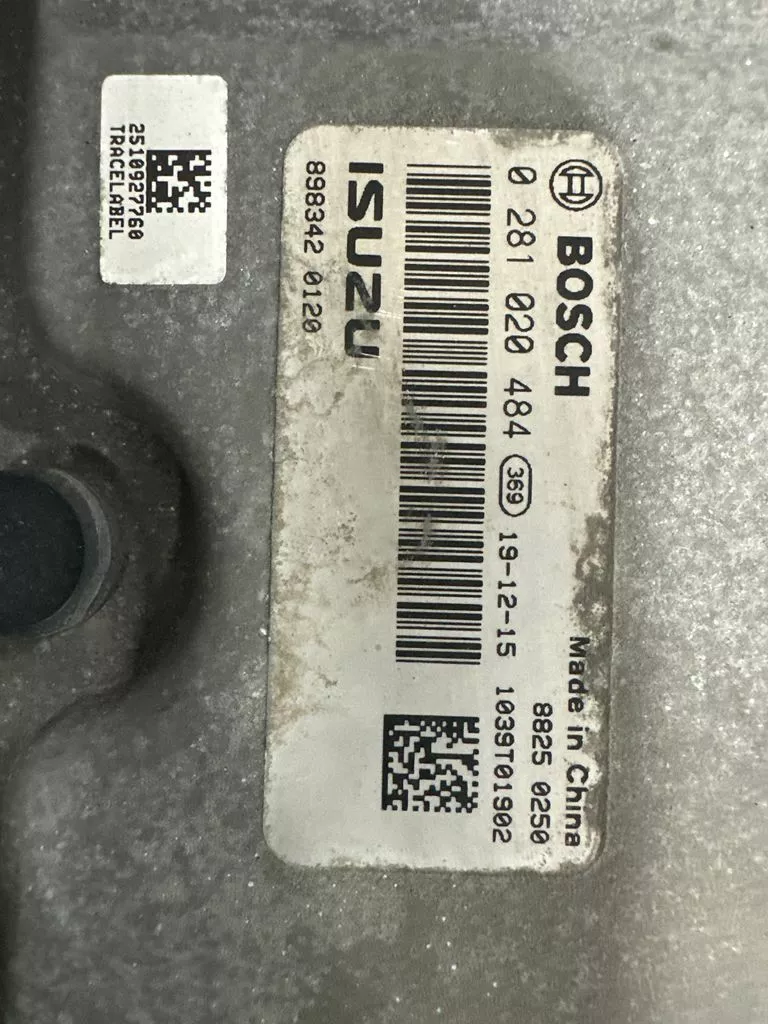 BOSCH
0 281 020 484 369 19-12-15 1039T01902
Made in China
8825 0250
ISUZU
898342 0120
2510927760
TRACELABEL